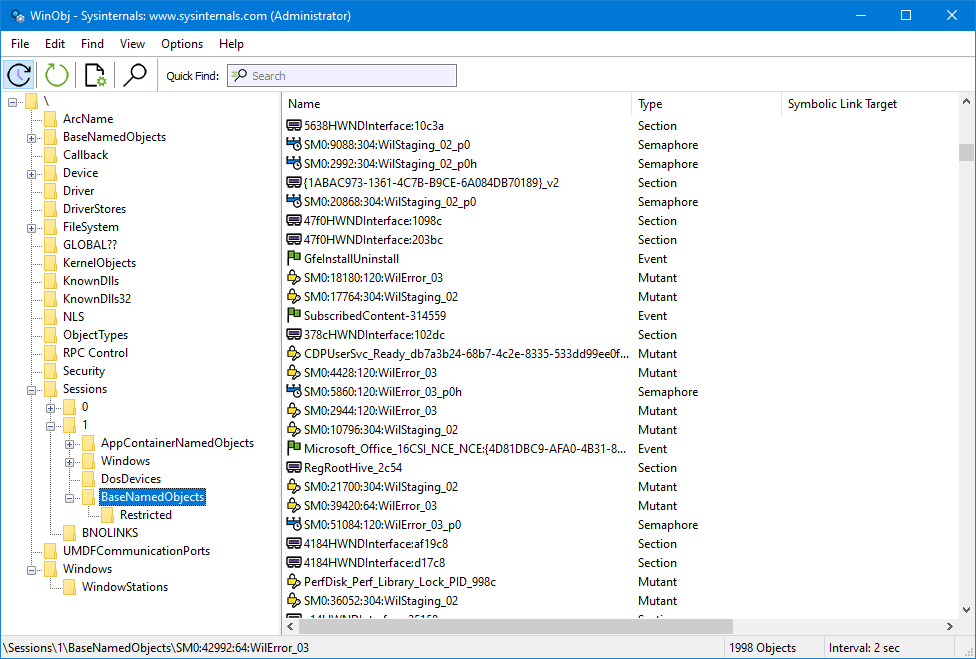 WinObj - Sysinternals: www.sysinternals.com (Administrator)
File Edit Find View Options Help
Quick Find: Search
\
ArcName
BaseNamedObjects
Callback
Device
Driver
DriverStores
FileSystem
GLOBAL??
KernelObjects
KnownDlls
KnownDlls32
NLS
ObjectTypes
RPC Control
Security
Sessions
0
1
AppContainerNamedObjects
Windows
DosDevices
BaseNamedObjects
Restricted
BNOLINKS
UMDFCommunicationPorts
Windows
WindowStations
Name Type Symbolic Link Target
5638HWNDInterface:10c3a Section
SM0:9088:304:WilStaging_02_p0 Semaphore
SM0:2992:304:WilStaging_02_p0h Semaphore
{1ABAC973-1361-4C7B-B9CE-6A084DB70189}_v2 Section
SM0:20868:304:WilStaging_02_p0 Semaphore
47f0HWNDInterface:1098c Section
47f0HWNDInterface:203bc Section
GfeInstallUninstall Event
SM0:18180:120:WilError_03 Mutant
SM0:17764:304:WilStaging_02 Mutant
SubscribedContent-314559 Event
378cHWNDInterface:102dc Section
CDPUserSvc_Ready_db7a3b24-68b7-4c2e-8335-533dd99ee0f... Mutant
SM0:4428:120:WilError_03 Mutant
SM0:5860:120:WilError_03_p0h Semaphore
SM0:2944:120:WilError_03 Mutant
SM0:10796:304:WilStaging_02 Mutant
Microsoft_Office_16CSI_NCE_NCE:{4D81DBC9-AFA0-4B31-8... Event
RegRootHive_2c54 Section
SM0:21700:304:WilStaging_02 Mutant
SM0:39420:64:WilError_03 Mutant
SM0:51084:120:WilError_03_p0 Semaphore
4184HWNDInterface:af19c8 Section
4184HWNDInterface:d17c8 Section
PerfDisk_Perf_Library_Lock_PID_998c Mutant
SM0:36052:304:WilStaging_02 Mutant
\Sessions\1\BaseNamedObjects\SM0:42992:64:WilError_03 1998 Objects Interval: 2 sec